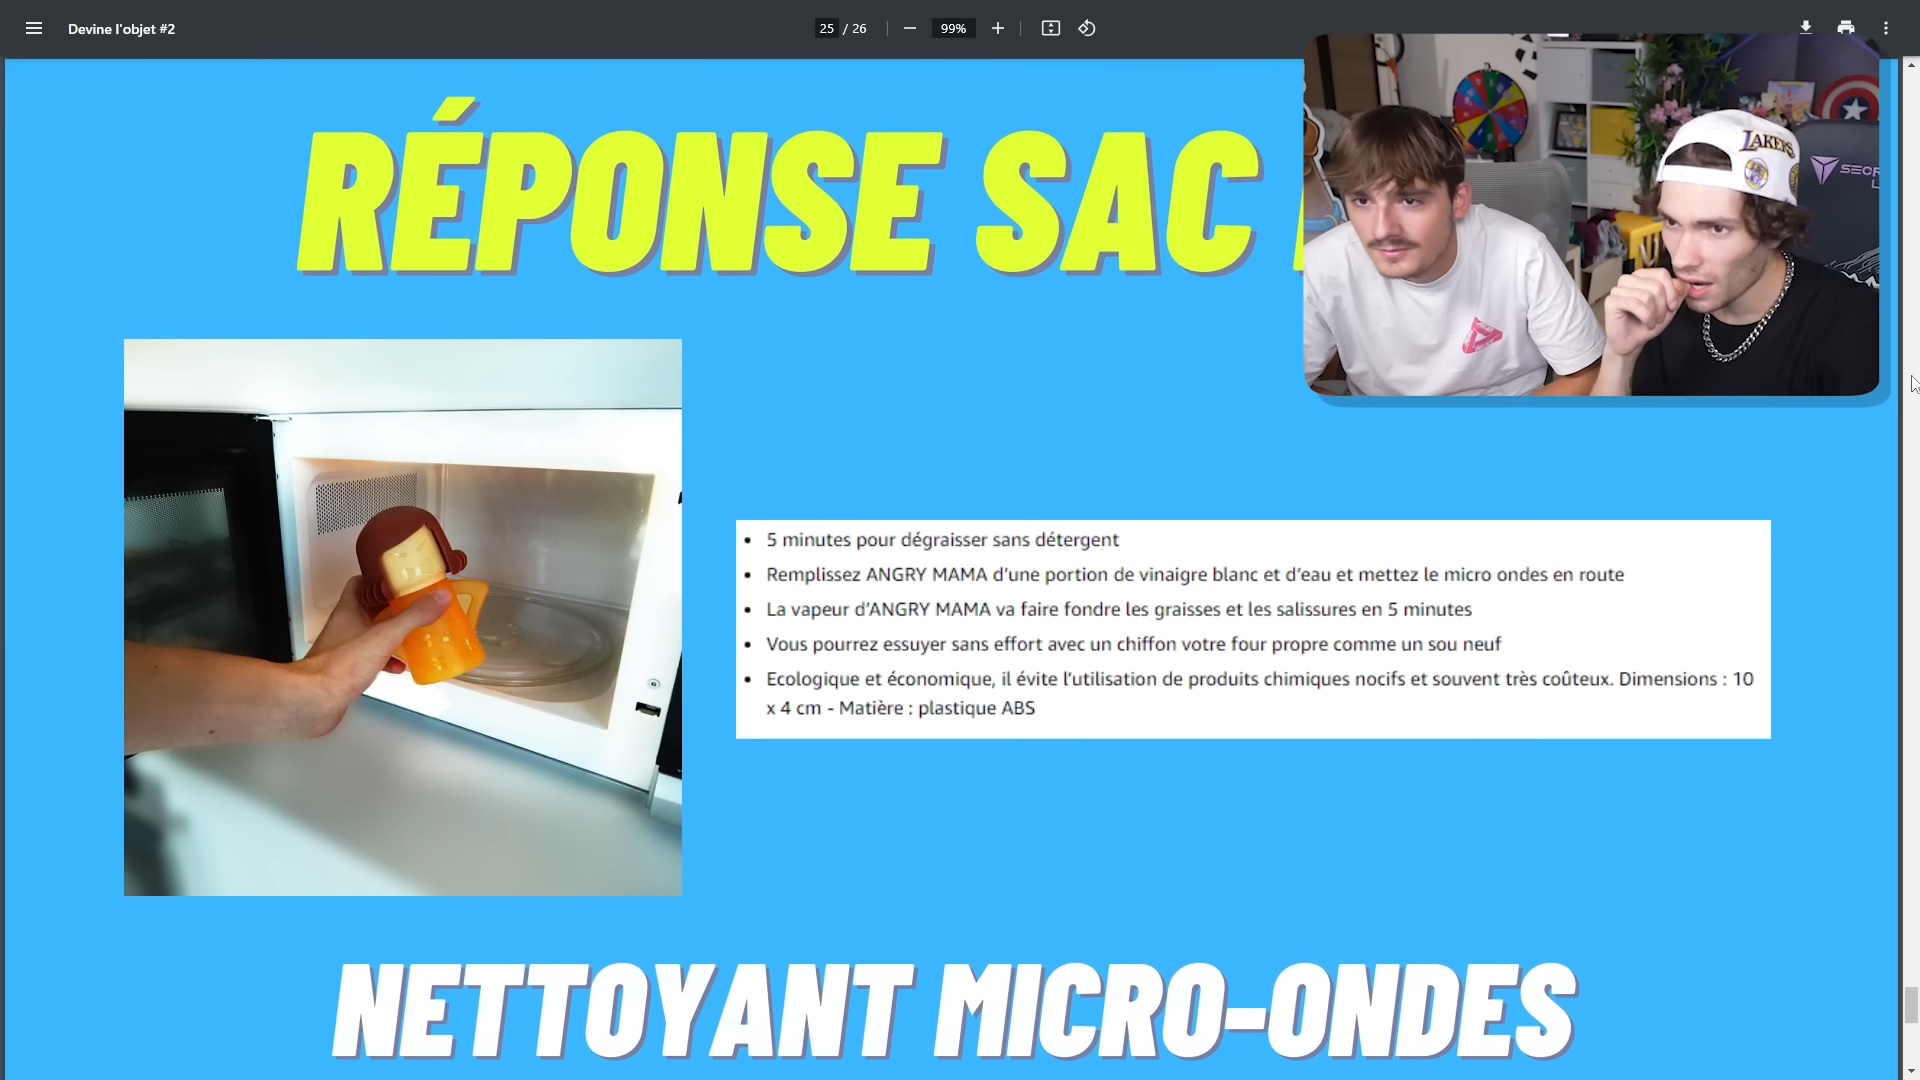 Devine l'objet #2
25 / 26
99%
RÉPONSE SAC
LAKERS
NETTOYANT MICRO-ONDES
5 minutes pour dégraisser sans détergent
Remplissez ANGRY MAMA d'une portion de vinaigre blanc et d'eau et mettez le micro ondes en route
La vapeur d'ANGRY MAMA va faire fondre les graisses et les salissures en 5 minutes
Vous pourrez essuyer sans effort avec un chiffon votre four propre comme un sou neuf
Ecologique et économique, il évite l'utilisation de produits chimiques nocifs et souvent très coûteux. Dimensions : 10
x 4 cm - Matière : plastique ABS